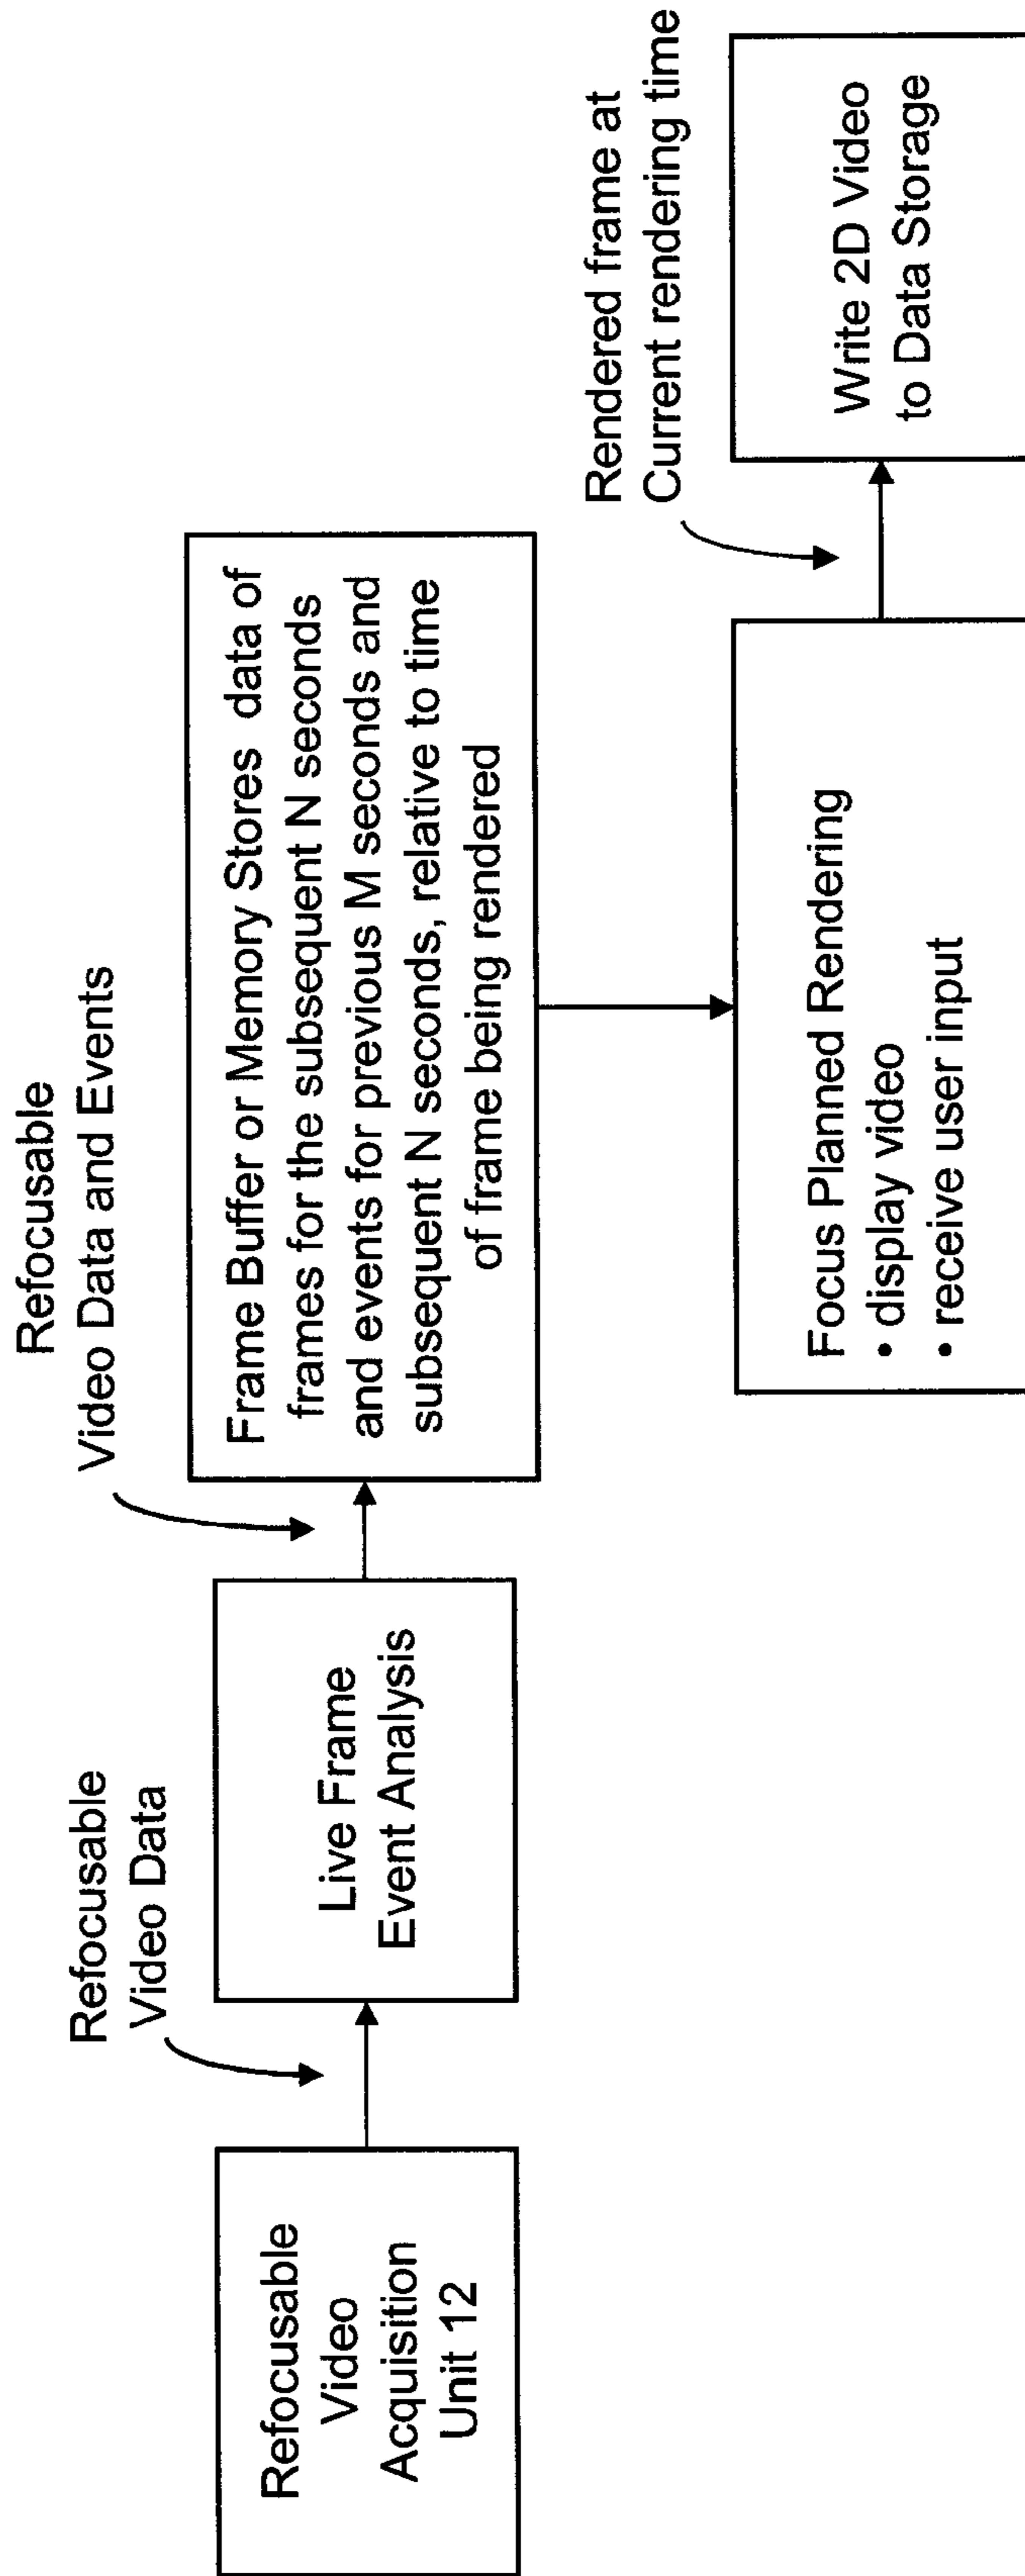 Refocusable
Video
Acquisition
Unit 12
Refocusable
Video Data
Live Frame
Event Analysis
Refocusable
Video Data and Events
Frame Buffer or Memory Stores data of
frames for the subsequent N seconds
and events for previous M seconds and
subsequent N seconds, relative to time
of frame being rendered
Focus Planned Rendering
• display video
• receive user input
Rendered frame at
Current rendering time
Write 2D Video
to Data Storage